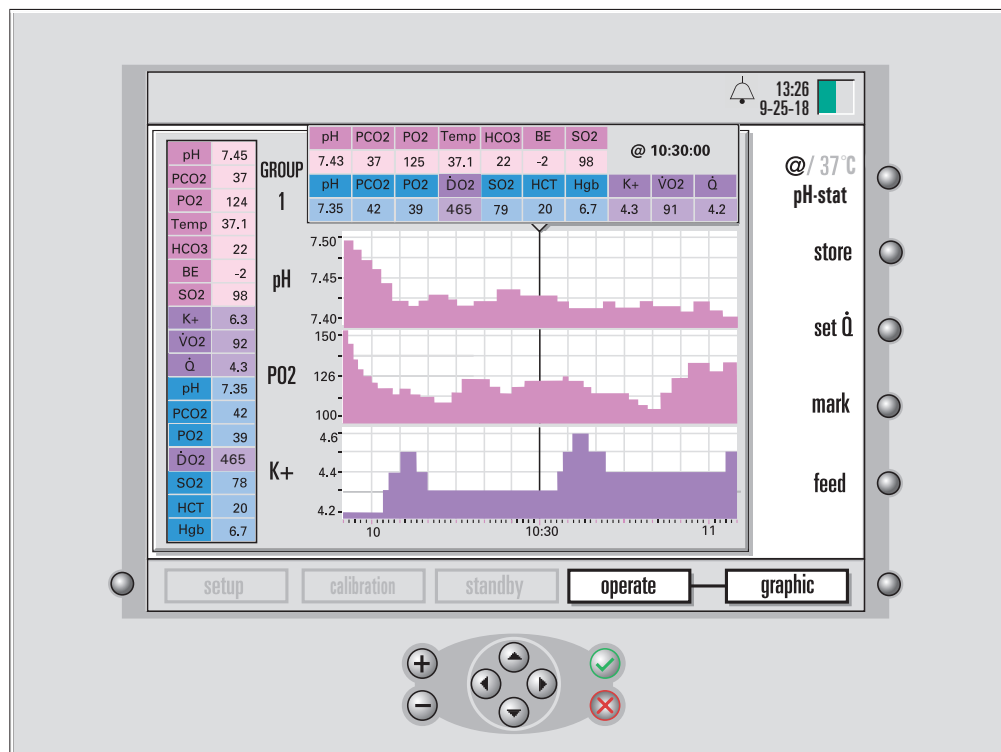 13:26
9-25-18
pH 7.45
PCO2 37
PO2 124
Temp 37.1
HCO3 22
BE -2
SO2 98
K+ 6.3
V̇O2 92
Q̇ 4.3
pH 7.35
PCO2 42
PO2 39
ḊO2 465
SO2 78
HCT 20
Hgb 6.7
GROUP
1
pH PCO2 PO2 Temp HCO3 BE SO2 @ 10:30:00
7.43 37 125 37.1 22 -2 98
pH PCO2 PO2 ḊO2 SO2 HCT Hgb K+ V̇O2 Q̇
7.35 42 39 465 79 20 6.7 4.3 91 4.2
pH
7.50
7.45
7.40
PO2
150
126
100
K+
4.6
4.4
4.2
10 10:30 11
@/ 37°C
pH-stat
store
set Q̇
mark
feed
setup calibration standby operate graphic